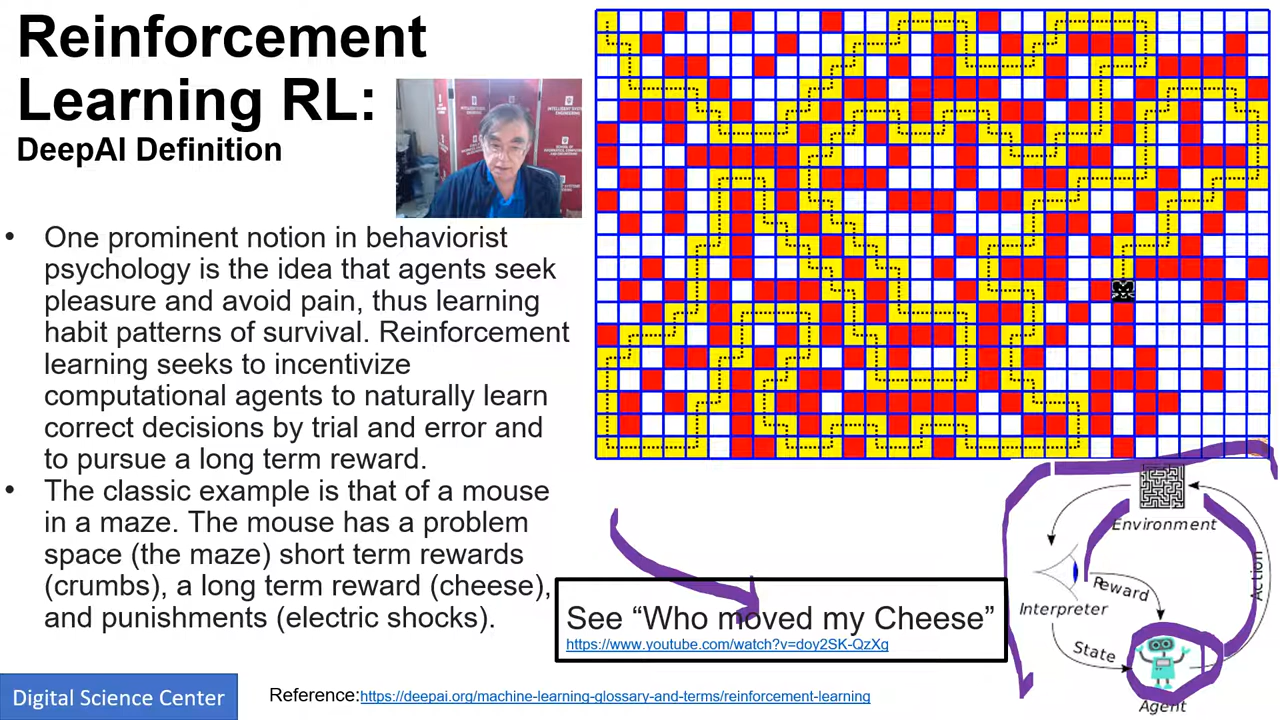 Reinforcement
Learning RL:
DeepAI Definition
• One prominent notion in behaviorist
psychology is the idea that agents seek
pleasure and avoid pain, thus learning
habit patterns of survival. Reinforcement
learning seeks to incentivize
computational agents to naturally learn
correct decisions by trial and error and
to pursue a long term reward.
• The classic example is that of a mouse
in a maze. The mouse has a problem
space (the maze) short term rewards
(crumbs), a long term reward (cheese),
and punishments (electric shocks).
See “Who moved my Cheese”
https://www.youtube.com/watch?v=doy2SK-QzXg
Environment
Reward
Action
Interpreter
State
Agent
Digital Science Center
Reference:https://deepai.org/machine-learning-glossary-and-terms/reinforcement-learning